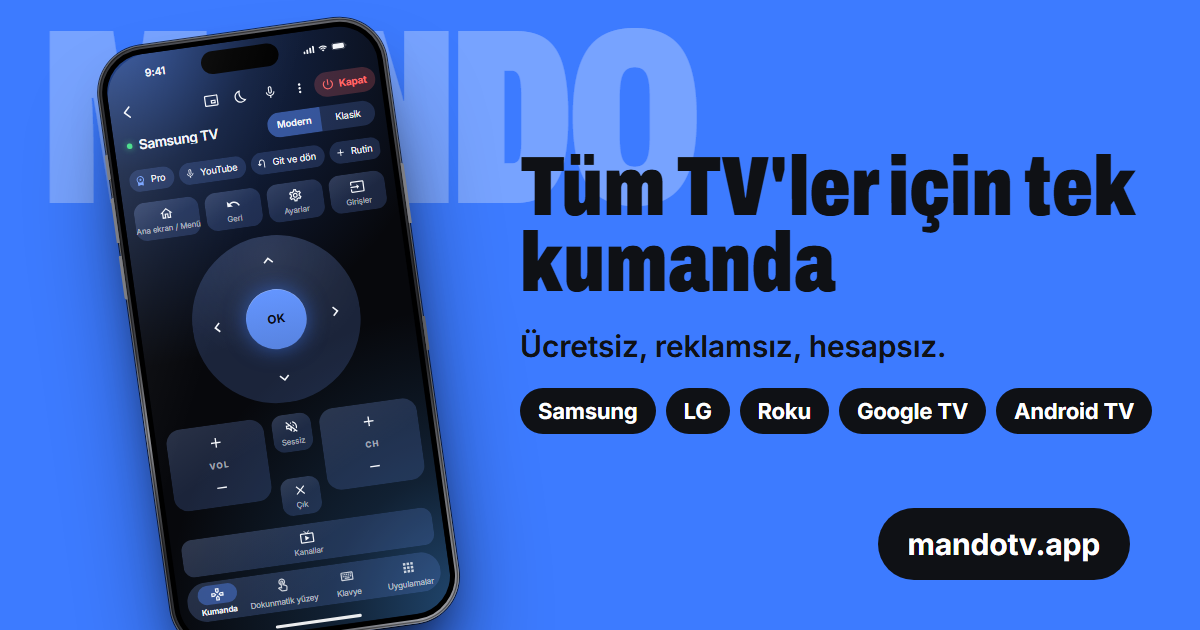 MANDO
9:41
Kapat
Samsung TV
Modern
Klasik
Pro
YouTube
Git ve dön
+ Rutin
Ana ekran / Menü
Geri
Ayarlar
Girişler
OK
+
VOL
−
Sessiz
+
CH
−
Çık
Kanallar
Kumanda
Dokunmatik yüzey
Klavye
Uygulamalar
Tüm TV'ler için tek
kumanda
Ücretsiz, reklamsız, hesapsız.
Samsung
LG
Roku
Google TV
Android TV
mandotv.app